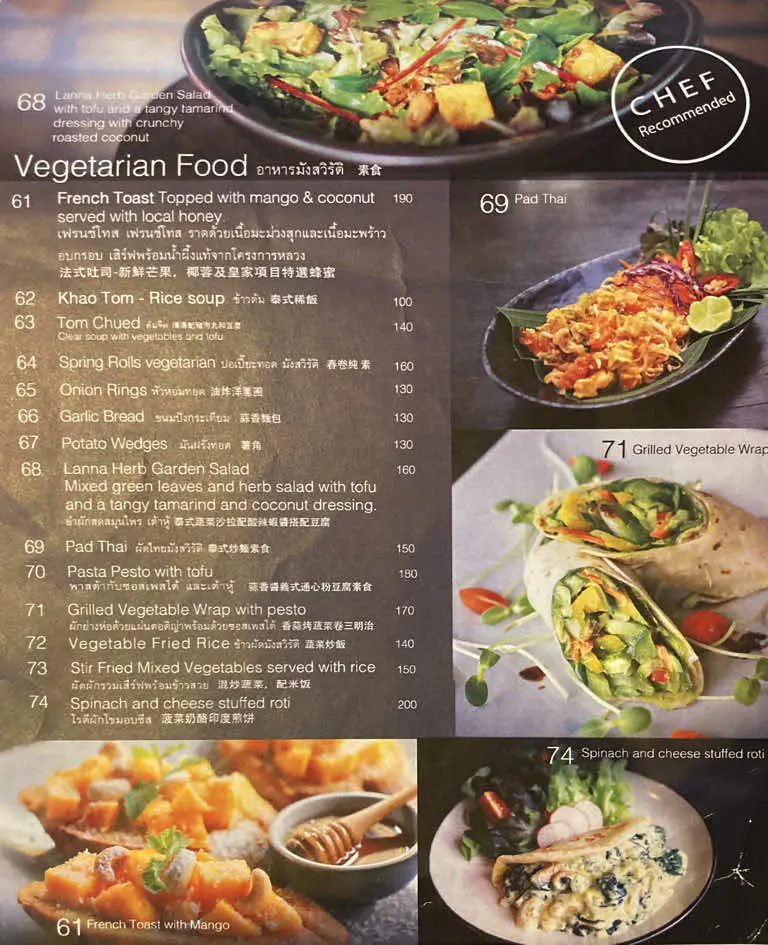 68 Lanna Herb Garden Salad
with tofu and a tangy tamarind
dressing with crunchy
roasted coconut
CHEF
Recommended
Vegetarian Food อาหารมังสวิรัติ 素食
61 French Toast Topped with mango & coconut 190
served with local honey.
เฟรนช์โทส เฟรนช์โทส ราดด้วยเนื้อมะม่วงสุกและเนื้อมะพร้าว
อบกรอบ เสิร์ฟพร้อมน้ำผึ้งแท้จากโครงการหลวง
法式吐司-新鮮芒果, 椰蓉及皇家項目特選蜂蜜
62 Khao Tom - Rice soup ข้าวต้ม 泰式稀飯 100
63 Tom Chued ต้มจืด 140
Clear soup with vegetables and tofu
64 Spring Rolls vegetarian ปอเปี๊ยะทอด มังสวิรัติ 春卷纯素 160
65 Onion Rings หัวหอมทอด 油炸洋蔥圈 130
66 Garlic Bread ขนมปังกระเทียม 蒜香麵包 130
67 Potato Wedges มันฝรั่งทอด 薯角 130
68 Lanna Herb Garden Salad 160
Mixed green leaves and herb salad with tofu
and a tangy tamarind and coconut dressing.
ยำผักสดสมุนไพร เต้าหู้ 泰式蔬菜沙拉配酸辣蝦醬搭配豆腐
69 Pad Thai ผัดไทยมังสวิรัติ 泰式炒麵素食 150
70 Pasta Pesto with tofu 180
พาสต้ากับซอสเพสโต้ และเต้าหู้ 蒜香醬義式通心粉豆腐素食
71 Grilled Vegetable Wrap with pesto 170
ผักย่างห่อด้วยแผ่นตอติญ่าพร้อมด้วยซอสเพสโต้ 香蒜烤蔬菜卷三明治
72 Vegetable Fried Rice ข้าวผัดมังสวิรัติ 蔬菜炒飯 140
73 Stir Fried Mixed Vegetables served with rice 150
ผัดผักรวมเสิร์ฟพร้อมข้าวสวย 混炒蔬菜, 配米饭
74 Spinach and cheese stuffed roti 200
โรตีผักโขมอบชีส 菠菜奶酪印度煎饼
69 Pad Thai
71 Grilled Vegetable Wrap
74 Spinach and cheese stuffed roti
61 French Toast with Mango